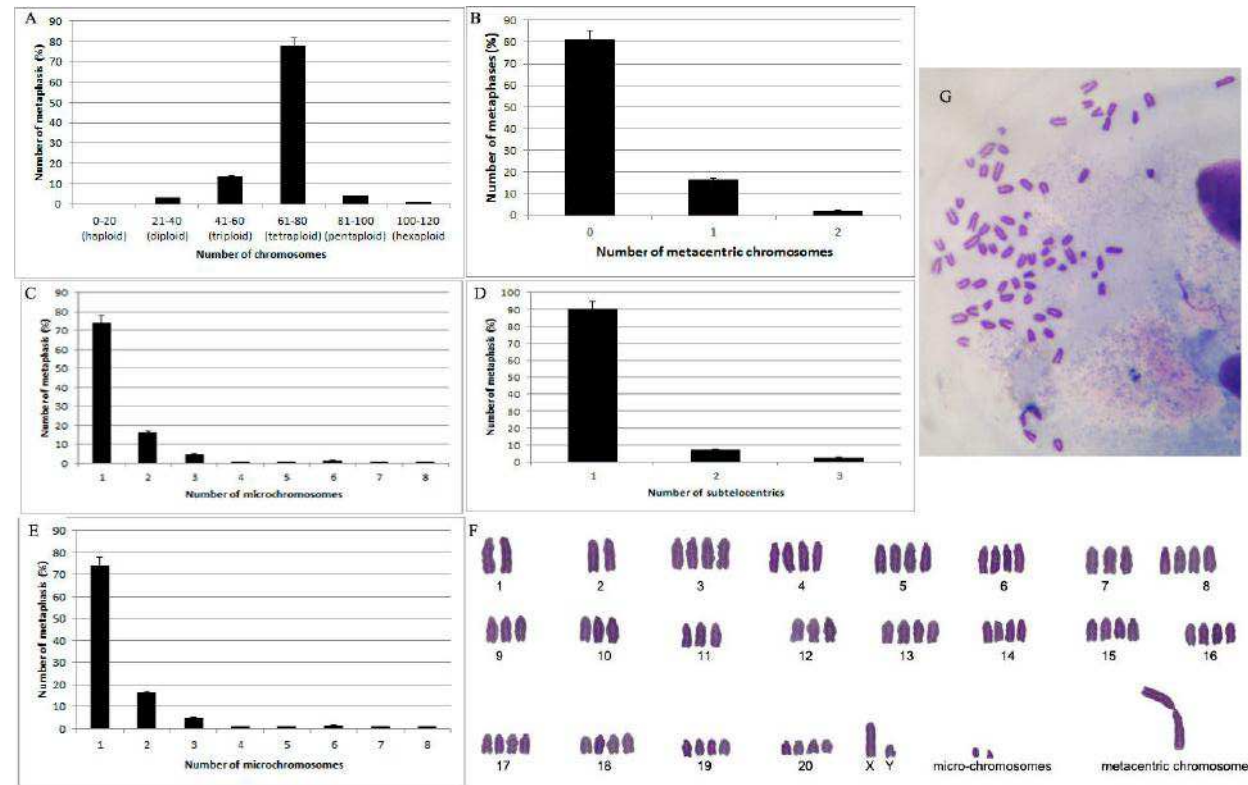 A
Number of metaphasis (%)
90
80
70
60
50
40
30
20
10
0
0-20 21-40 41-60 61-80 81-100 100-120
(haploid) (diploid) (triploid) (tetraploid) (pentaploid) (hexaploid
Number of chromosomes
B
Number of metaphases (%)
90
80
70
60
50
40
30
20
10
0
0 1 2
Number of metacentric chromosomes
C
Number of metaphasis (%)
90
80
70
60
50
40
30
20
10
0
1 2 3 4 5 6 7 8
Number of microchromosomes
D
Number of metaphasis (%)
100
90
80
70
60
50
40
30
20
10
0
1 2 3
Number of subtelocentrics
E
Number of metaphasis (%)
90
80
70
60
50
40
30
20
10
0
1 2 3 4 5 6 7 8
Number of microchromosomes
F
1 2 3 4 5 6 7 8
9 10 11 12 13 14 15 16
17 18 19 20 X Y micro-chromosomes metacentric chromosome
G